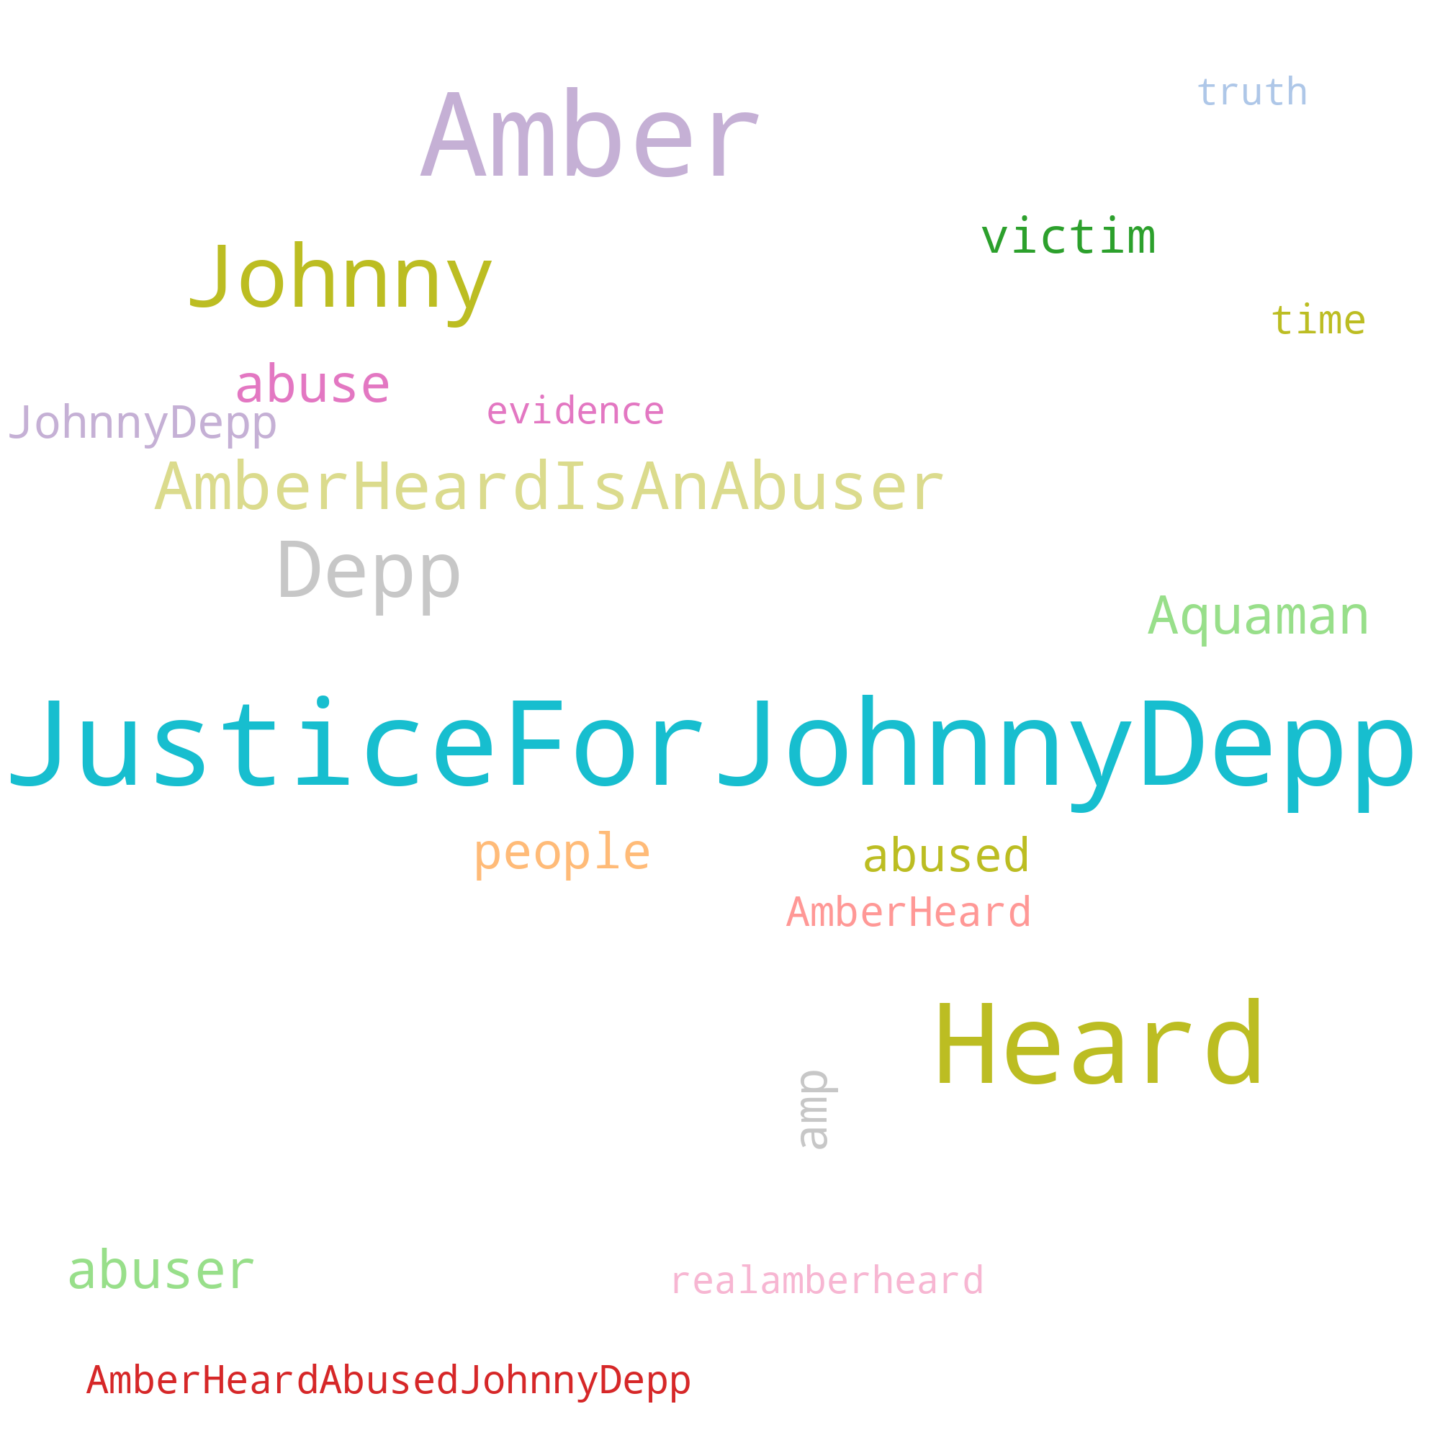 truth
Amber
victim
Johnny
time
abuse
evidence
JohnnyDepp
AmberHeardIsAnAbuser
Depp
Aquaman
JusticeForJohnnyDepp
people
abused
AmberHeard
Heard
amp
abuser
realamberheard
AmberHeardAbusedJohnnyDepp